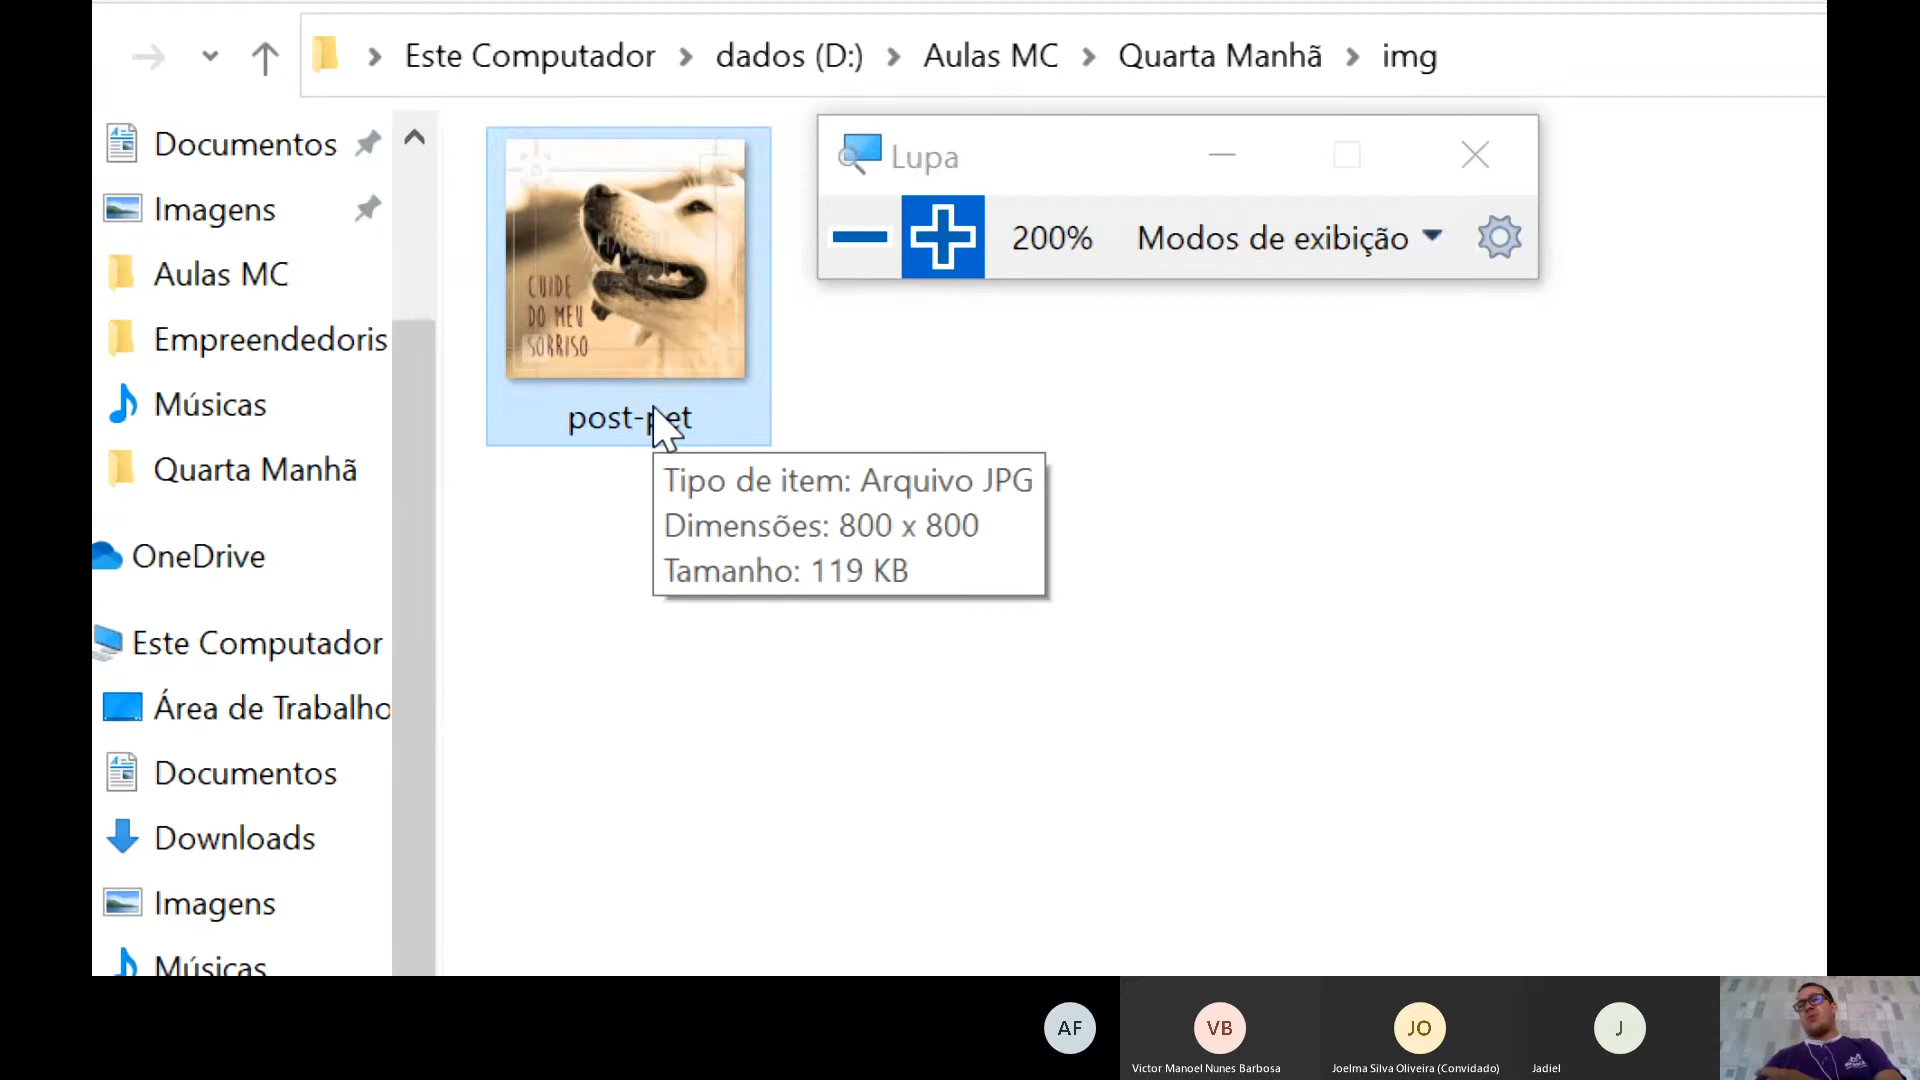 Este Computador
dados (D:)
Aulas MC
Quarta Manhã
img
Documentos
Imagens
Aulas MC
Empreendedoris
Músicas
Quarta Manhã
OneDrive
Este Computador
Área de Trabalho
Documentos
Downloads
Imagens
Músicas
CUIDE
DO MEU
SORRISO
post-pet
Lupa
200%
Modos de exibição
Tipo de item: Arquivo JPG
Dimensões: 800 x 800
Tamanho: 119 KB
AF
VB
JO
J
Victor Manoel Nunes Barbosa
Joelma Silva Oliveira (Convidado)
Jadiel